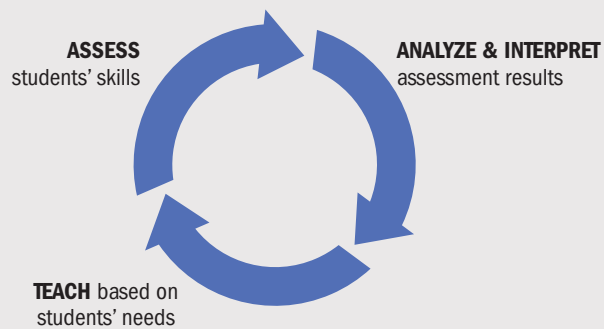 ASSESS
students’ skills
ANALYZE & INTERPRET
assessment results
TEACH based on
students’ needs